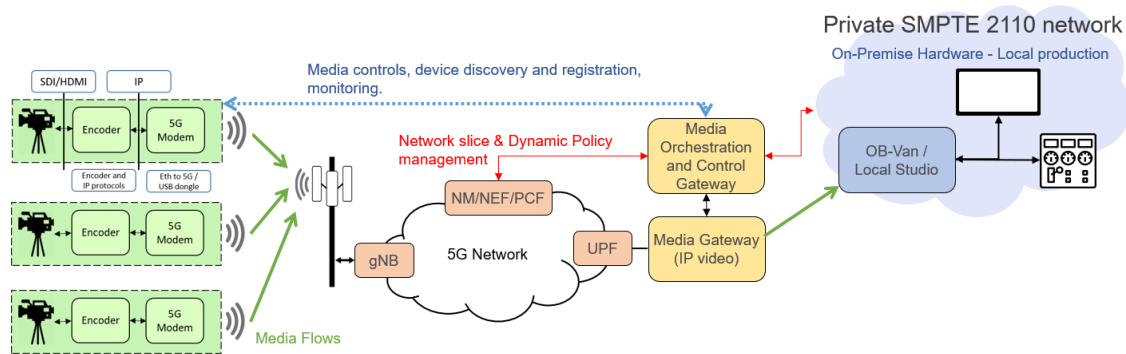 Private SMPTE 2110 network
On-Premise Hardware - Local production
SDI/HDMI
IP
Media controls, device discovery and registration,
monitoring.
Encoder
5G
Modem
Encoder and
IP protocols
Eth to 5G /
USB dongle
Network slice & Dynamic Policy
management
Media
Orchestration
and Control
Gateway
OB-Van /
Local Studio
NM/NEF/PCF
Encoder
5G
Modem
gNB
5G Network
UPF
Media Gateway
(IP video)
Encoder
5G
Modem
Media Flows